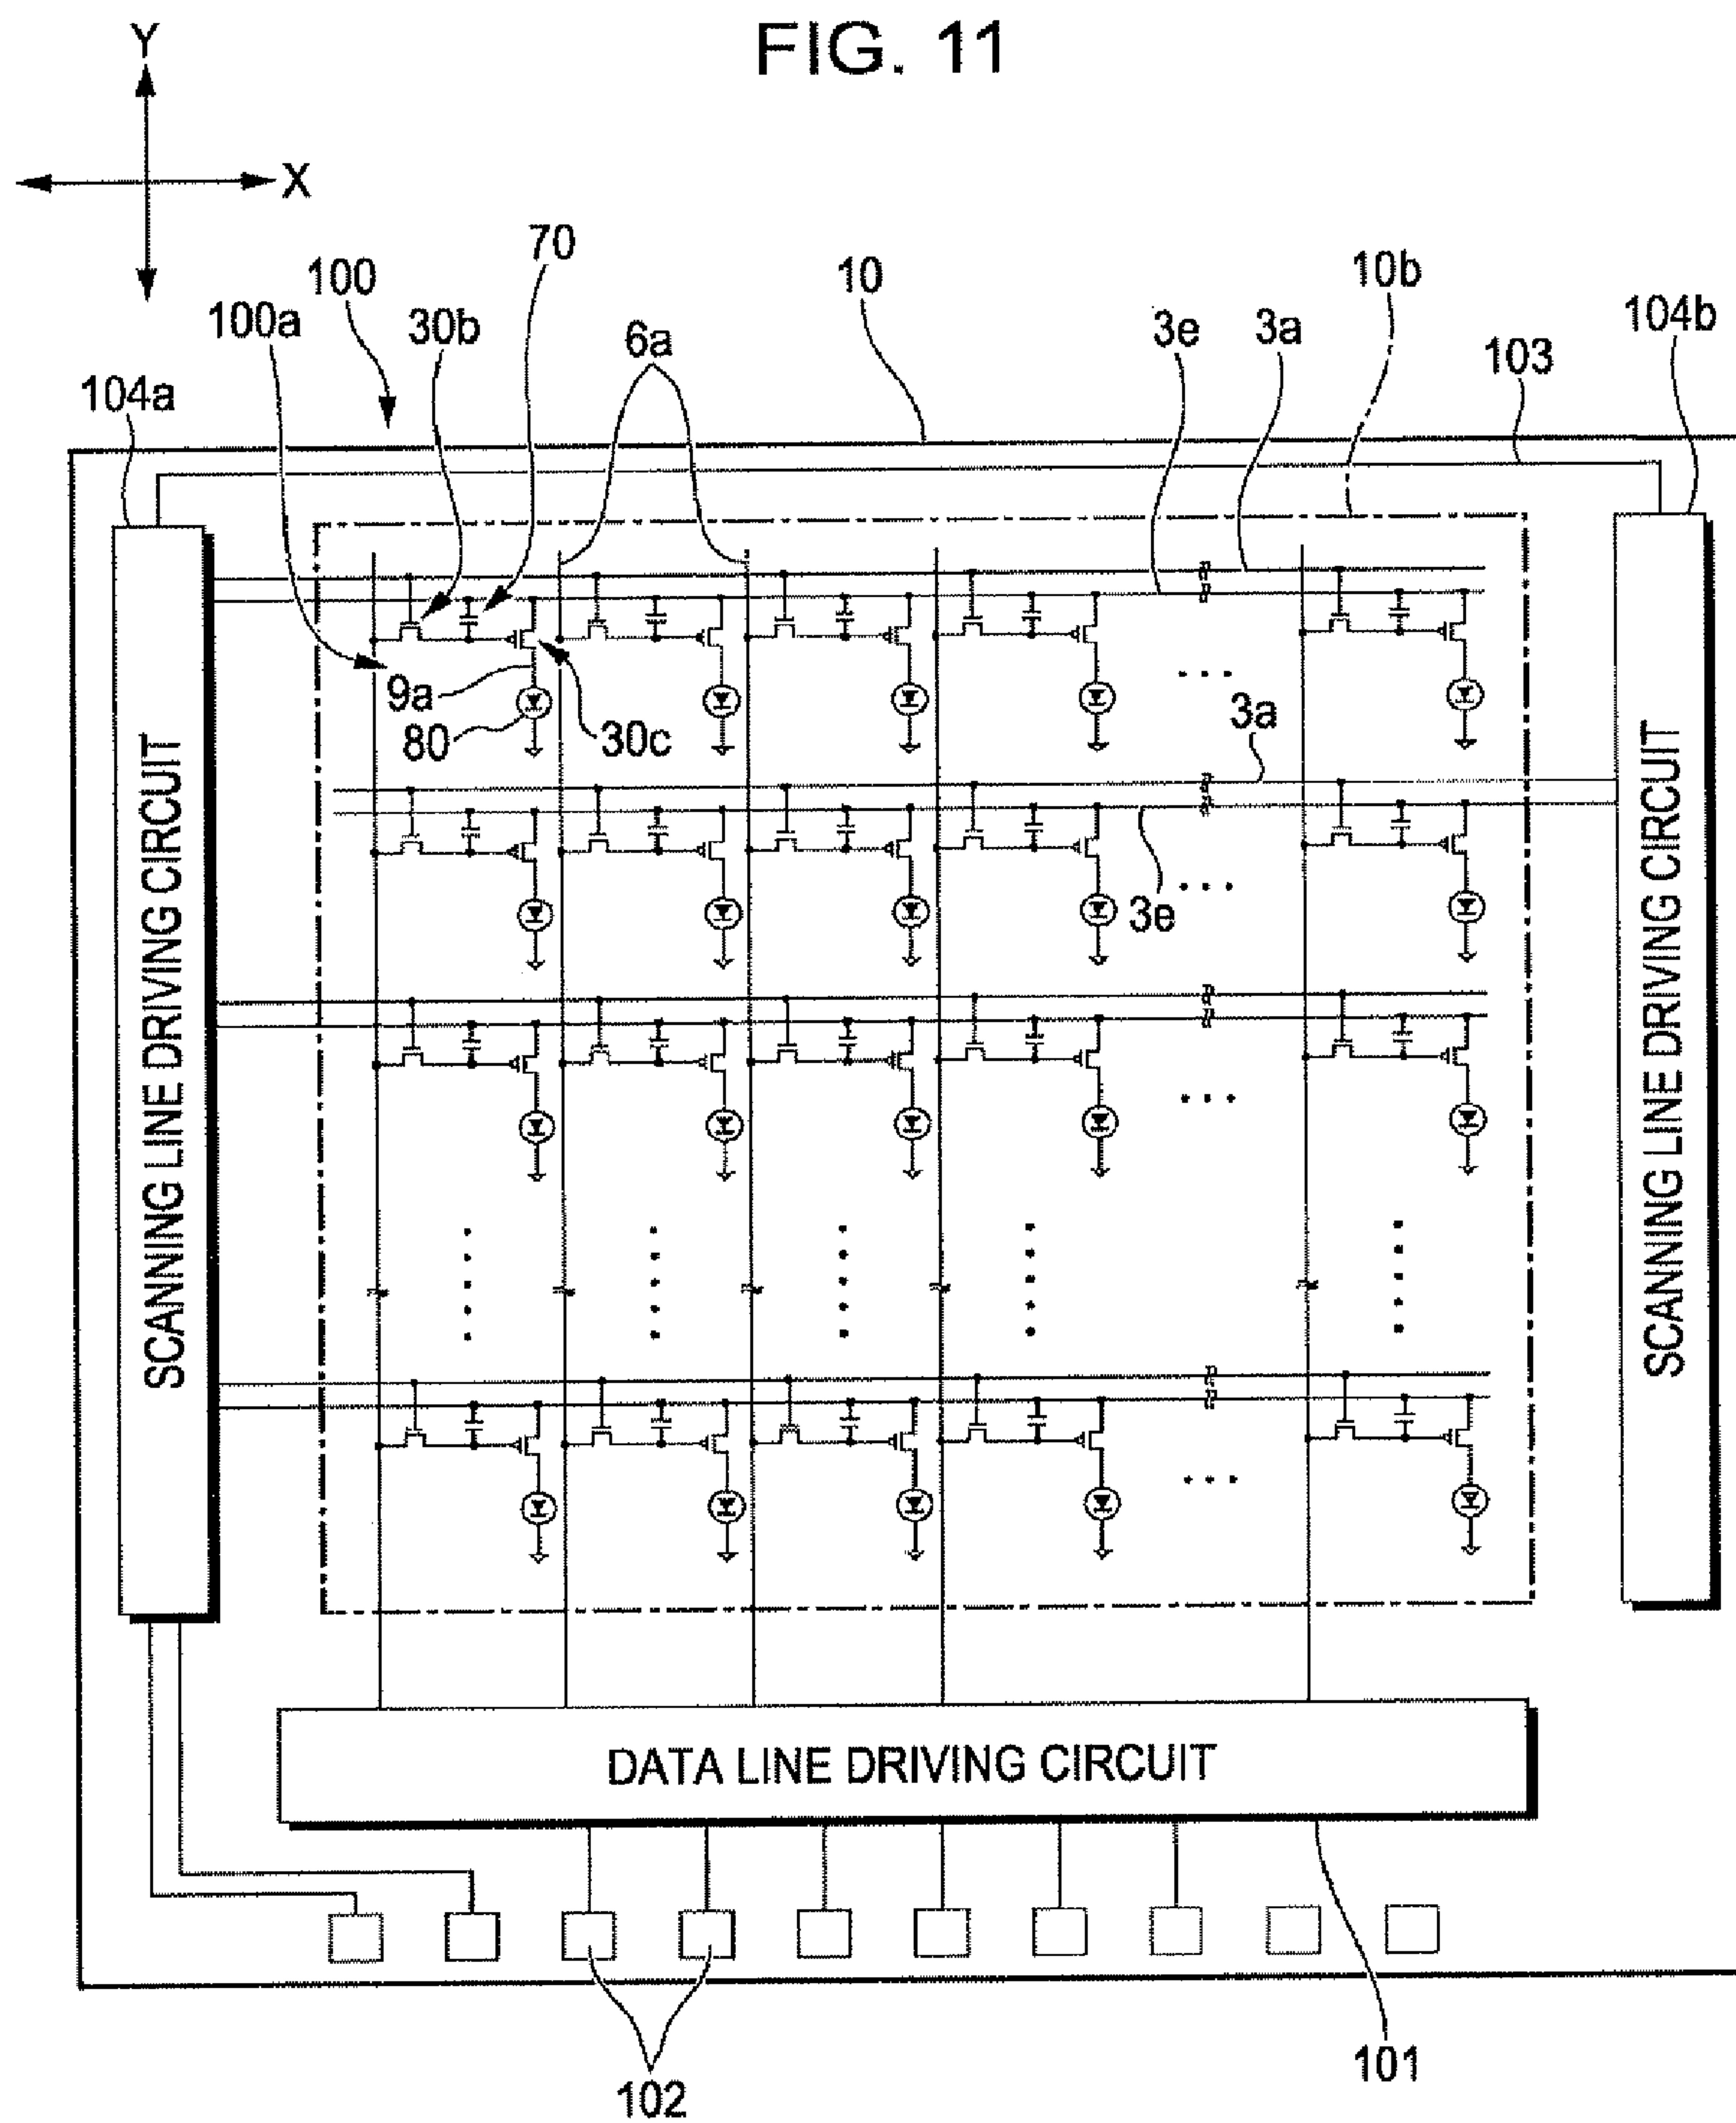 FIG. 11
Y
X
70
100
10
10b
100a
30b
6a
3e
3a
104b
103
104a
9a
80
30c
3a
3e
SCANNING LINE DRIVING CIRCUIT
SCANNING LINE DRIVING CIRCUIT
DATA LINE DRIVING CIRCUIT
102
101